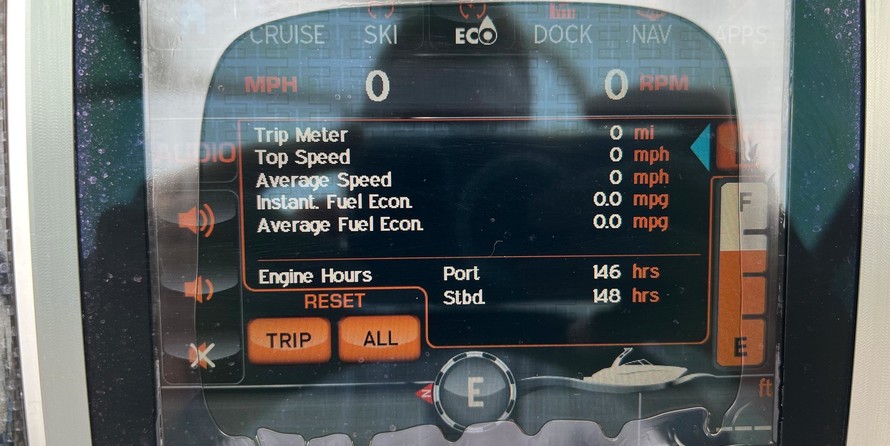 CRUISE SKI ECO DOCK NAV APPS
MPH 0 0 RPM
AUDIO
Trip Meter 0 mi
Top Speed 0 mph
Average Speed 0 mph
Instant. Fuel Econ. 0.0 mpg
Average Fuel Econ. 0.0 mpg
F
Engine Hours Port 146 hrs
Stbd. 148 hrs
RESET
TRIP ALL
E
N E
ft